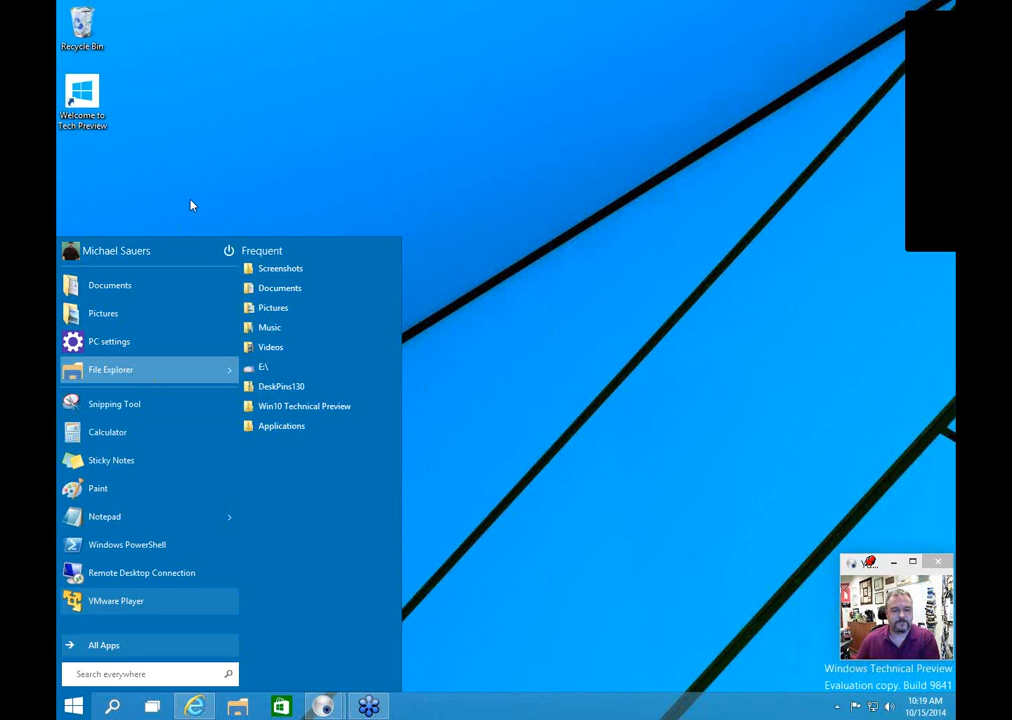 Recycle Bin
Welcome to
Tech Preview
Michael Sauers
Documents
Pictures
PC settings
File Explorer
Snipping Tool
Calculator
Sticky Notes
Paint
Notepad
Windows PowerShell
Remote Desktop Connection
VMware Player
All Apps
Search everywhere
Frequent
Screenshots
Documents
Pictures
Music
Videos
E:\
DeskPins130
Win10 Technical Preview
Applications
Windows Technical Preview
Evaluation copy. Build 9841
10:19 AM
10/15/2014